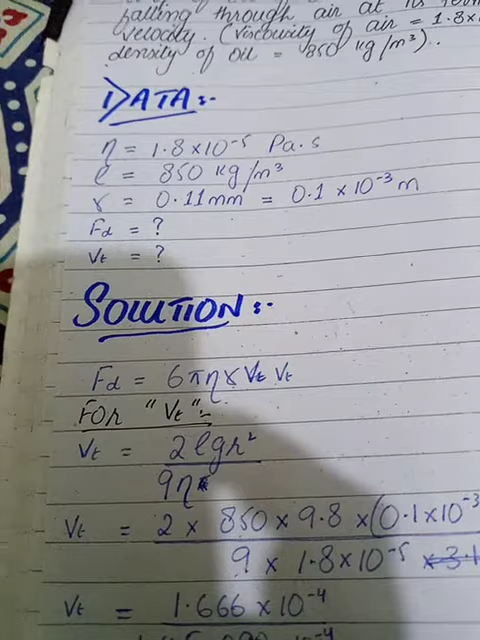 falling through air at its
velocity. (Viscosity of air = 1.8×
density of oil = 850 kg/m³).
DATA:-
η = 1.8×10⁻⁵ Pa.s
ρ = 850 kg/m³
r = 0.11mm = 0.1 ×10⁻³m
Fd = ?
Vt = ?
SOLUTION:-
Fd = 6πηr Vt Vt
FOR "Vt":-
Vt = 2ρgr²
9η
Vt = 2 × 850 × 9.8 × (0.1×10⁻³
9 × 1.8×10⁻⁵ ×3.1
Vt = 1.666 ×10⁻⁴